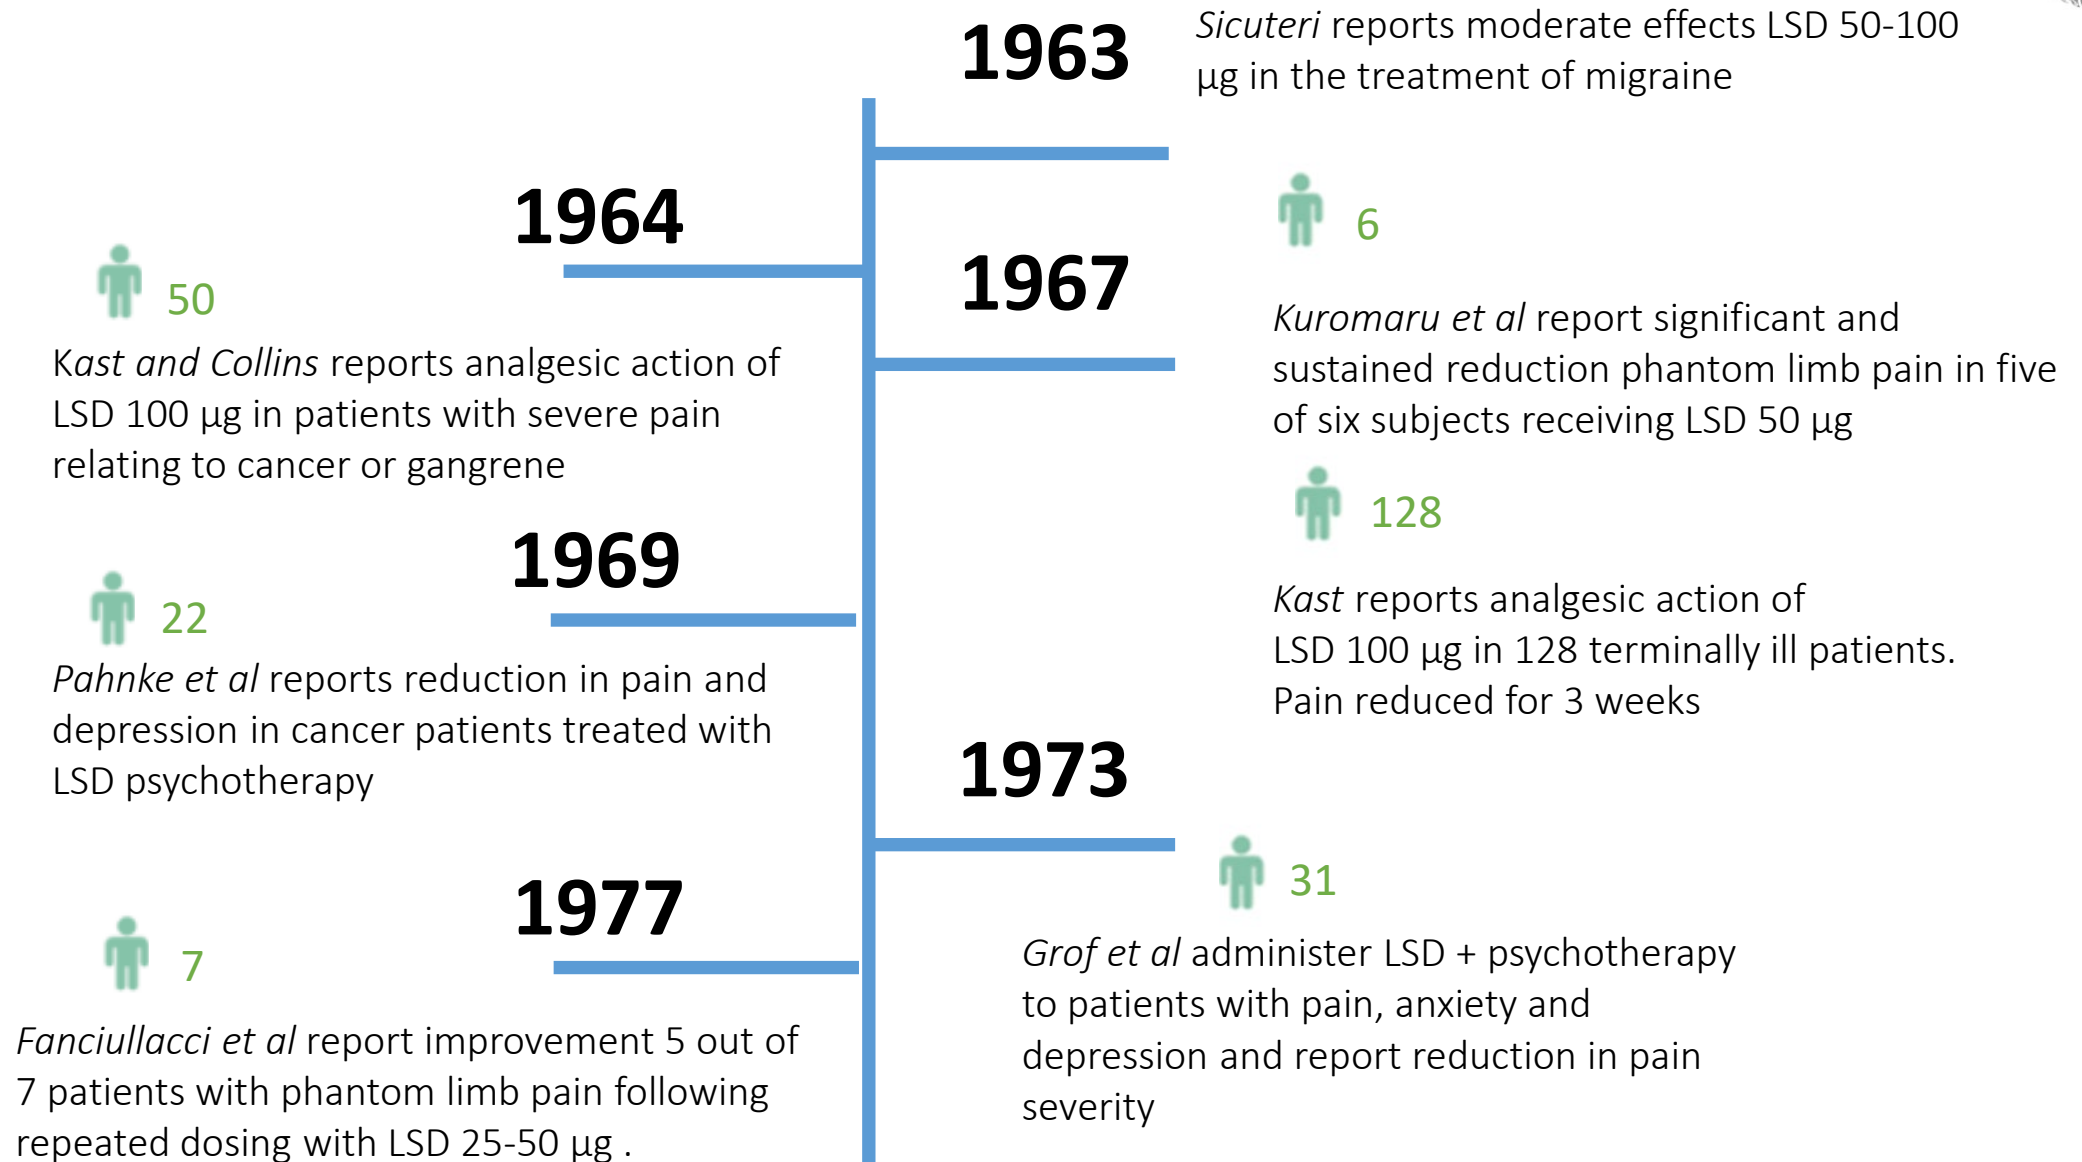 1963
Sicuteri reports moderate effects LSD 50-100
µg in the treatment of migraine
1964
50
Kast and Collins reports analgesic action of
LSD 100 µg in patients with severe pain
relating to cancer or gangrene
1967
6
Kuromaru et al report significant and
sustained reduction phantom limb pain in five
of six subjects receiving LSD 50 µg
128
Kast reports analgesic action of
LSD 100 µg in 128 terminally ill patients.
Pain reduced for 3 weeks
1969
22
Pahnke et al reports reduction in pain and
depression in cancer patients treated with
LSD psychotherapy
1973
31
Grof et al administer LSD + psychotherapy
to patients with pain, anxiety and
depression and report reduction in pain
severity
1977
7
Fanciullacci et al report improvement 5 out of
7 patients with phantom limb pain following
repeated dosing with LSD 25-50 µg .